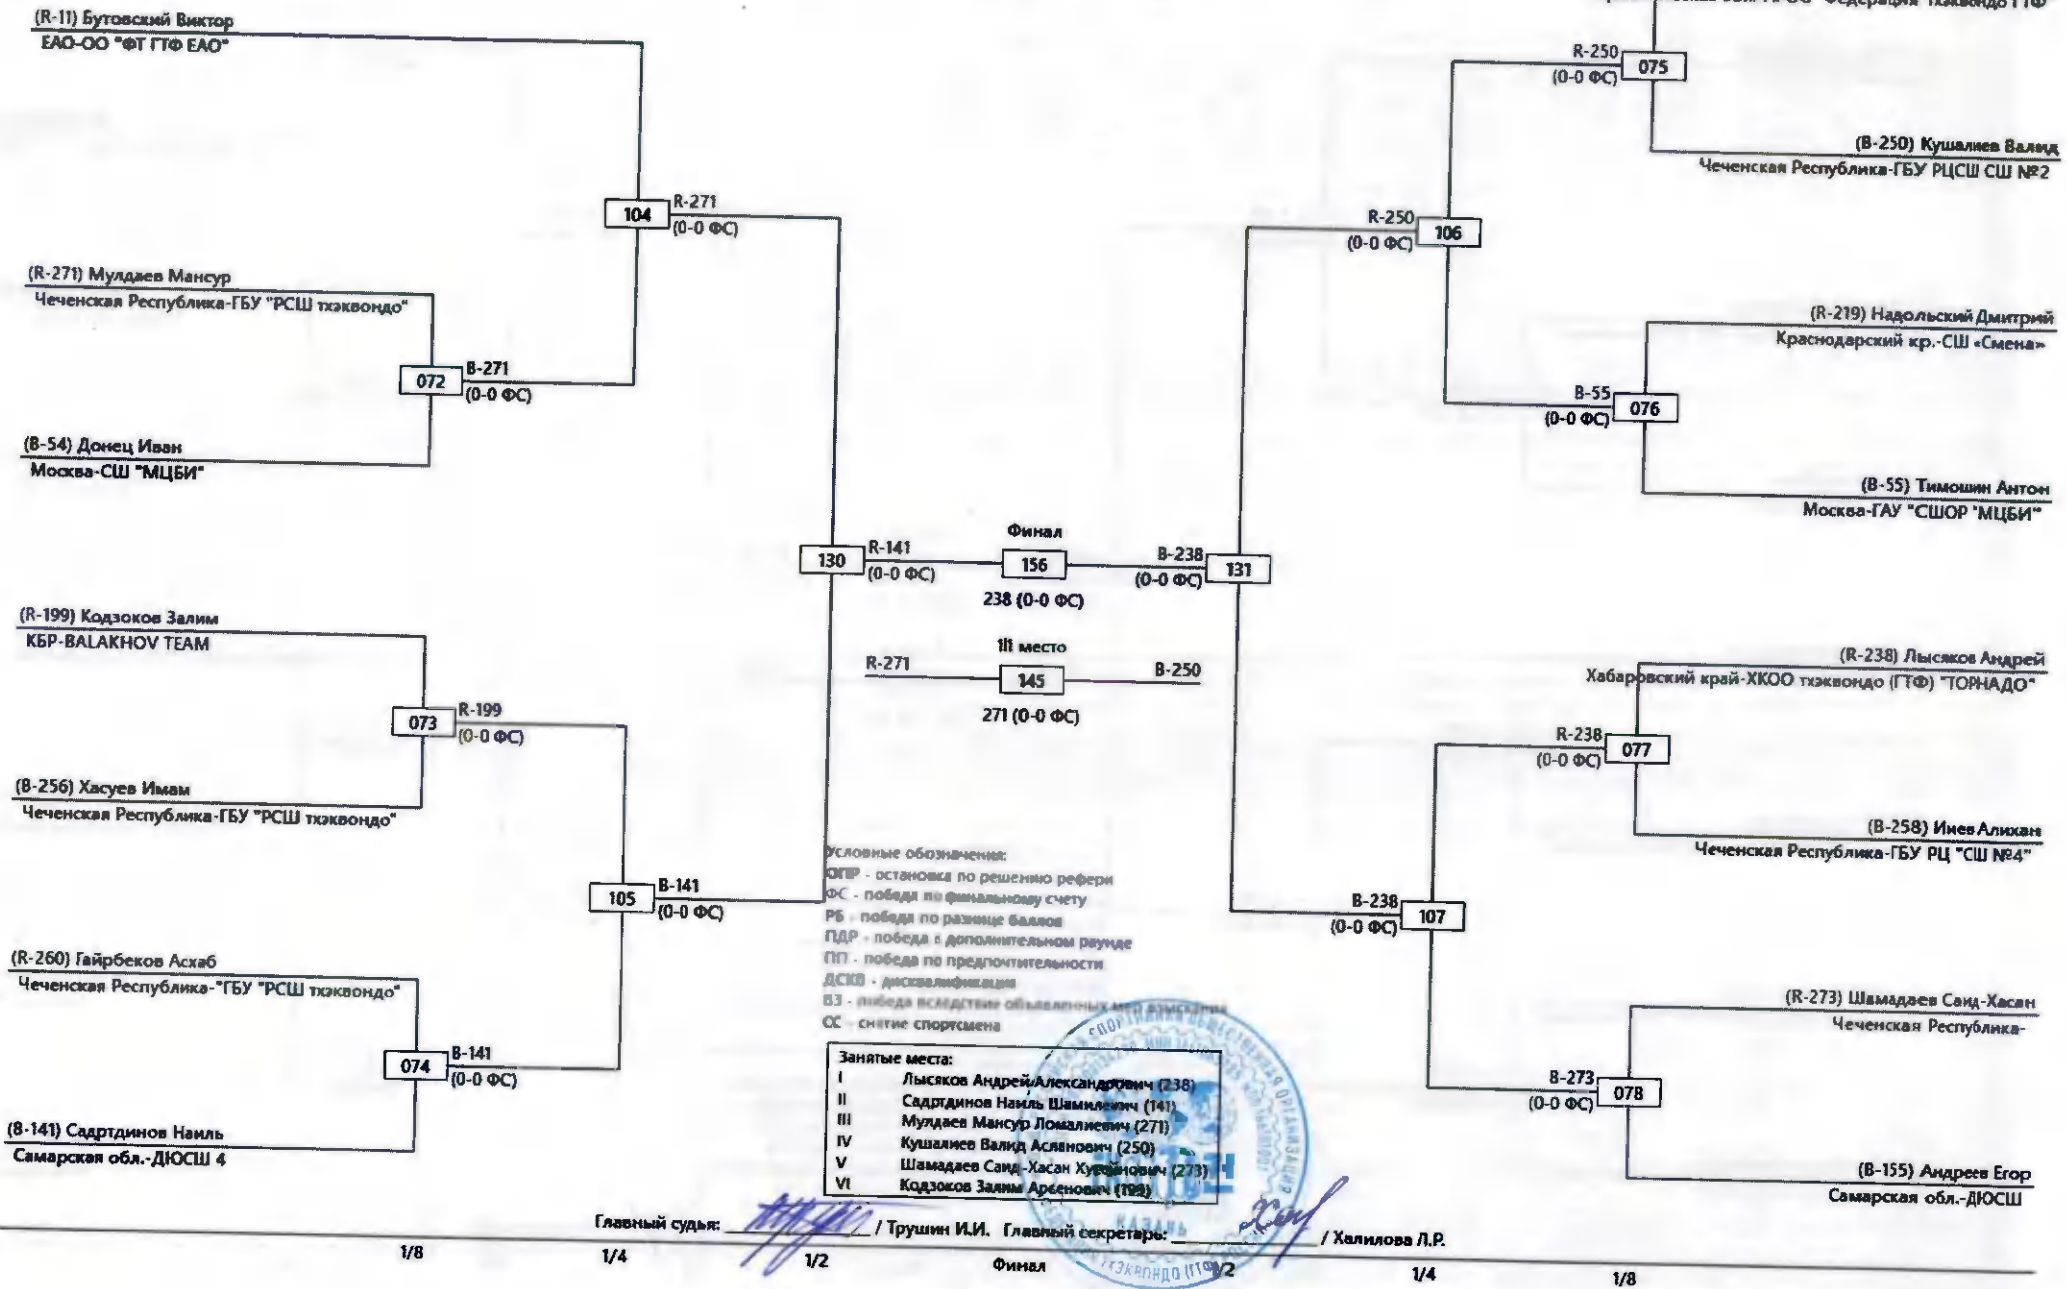 (R-11) Бутовский Виктор
ЕАО-ОО "ФТ ГТФ ЕАО"
104
R-271
(0-0 ФС)
(R-271) Мулдаев Мансур
Чеченская Республика-ГБУ "РСШ тхэквондо"
072
B-271
(0-0 ФС)
(B-54) Донец Иван
Москва-СШ "МЦБИ"
130
R-141
(0-0 ФС)
(R-199) Кодзоков Залим
КБР-BALAKHOV TEAM
073
R-199
(0-0 ФС)
(B-256) Хасуев Имам
Чеченская Республика-ГБУ "РСШ тхэквондо"
105
B-141
(0-0 ФС)
(R-260) Гайрбеков Асхаб
Чеченская Республика-"ГБУ "РСШ тхэквондо"
074
B-141
(0-0 ФС)
(B-141) Садртдинов Наиль
Самарская обл.-ДЮСШ 4
Финал
156
238 (0-0 ФС)
III место
R-271
145
B-250
271 (0-0 ФС)
"Федерация тхэквондо ГТФ"
R-250
(0-0 ФС)
075
(B-250) Кушалиев Валид
Чеченская Республика-ГБУ РЦСШ СШ №2
R-250
(0-0 ФС)
106
(R-219) Надольский Дмитрий
Краснодарский кр.-СШ «Смена»
B-55
(0-0 ФС)
076
(B-55) Тимошин Антон
Москва-ГАУ "СШОР "МЦБИ"
B-238
(0-0 ФС)
131
(R-238) Лысяков Андрей
Хабаровский край-ХКОО тхэквондо (ГТФ) "ТОРНАДО"
R-238
(0-0 ФС)
077
(B-258) Инев Алихан
Чеченская Республика-ГБУ РЦ "СШ №4"
B-238
(0-0 ФС)
107
(R-273) Шамадаев Саид-Хасан
Чеченская Республика-
B-273
(0-0 ФС)
078
(B-155) Андреев Егор
Самарская обл.-ДЮСШ
Условные обозначения:
ОПР - остановка по решению рефери
ФС - победа по финальному счету
РБ - победа по разнице баллов
ПДР - победа в дополнительном раунде
ПП - победа по предпочтительности
ДСКВ - дисквалификация
ВЗ - победа вследствие объявленных мер взыскания
СС - снятие спортсмена
Занятые места:
I Лысяков Андрей Александрович (238)
II Садртдинов Наиль Шамилевич (141)
III Мулдаев Мансур Ломалиевич (271)
IV Кушалиев Валид Асланович (250)
V Шамадаев Саид-Хасан (273)
VI Кодзоков Залим Арсенович (199)
Главный судья: / Трушин И.И. Главный секретарь: / Халилова Л.Р.
КАЗАНЬ
1/8 1/4 1/2 Финал 1/2 1/4 1/8